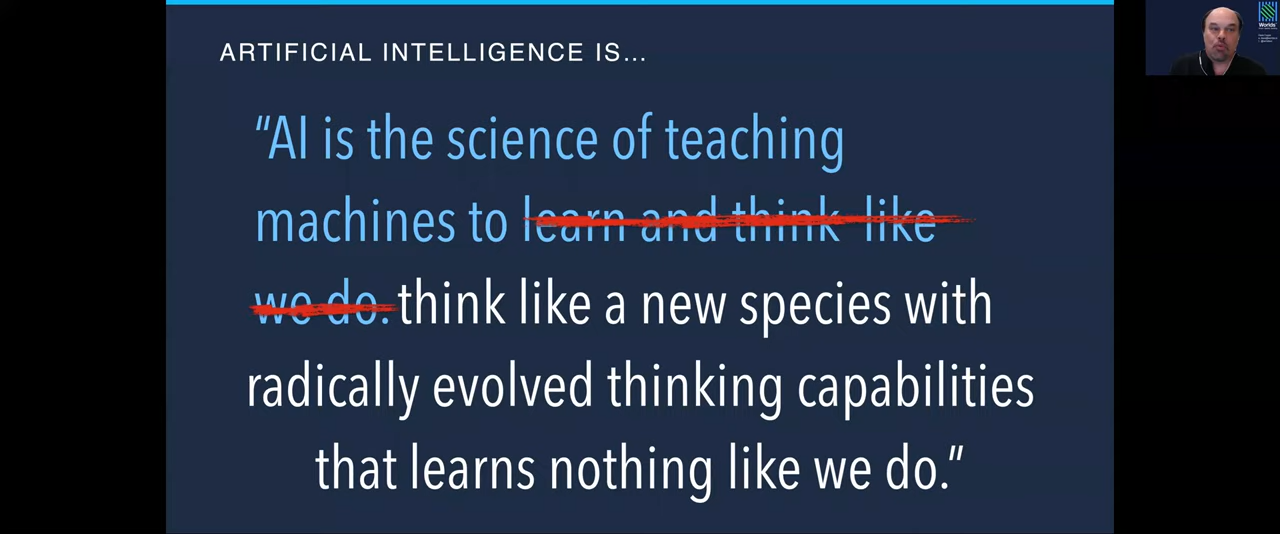 ARTIFICIAL INTELLIGENCE IS...
“AI is the science of teaching
machines to learn and think like
we do. think like a new species with
radically evolved thinking capabilities
that learns nothing like we do.”
Worlds